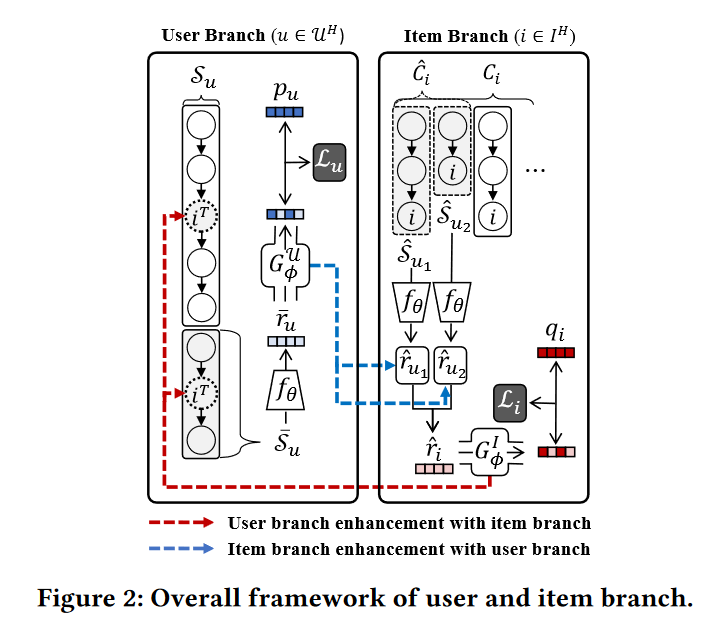 User Branch (u ∈ 𝒰^H)
Item Branch (i ∈ I^H)
𝒮_u
p_u
ℒ_u
i^T
G_ϕ^𝒰
r̄_u
f_θ
i^T
𝒮̄_u
Ĉ_i
C_i
i
i
i
...
𝒮̂_{u_1}
𝒮̂_{u_2}
f_θ
f_θ
r̂_{u_1}
r̂_{u_2}
q_i
ℒ_i
r̂_i
G_ϕ^I
User branch enhancement with item branch
Item branch enhancement with user branch
Figure 2: Overall framework of user and item branch.